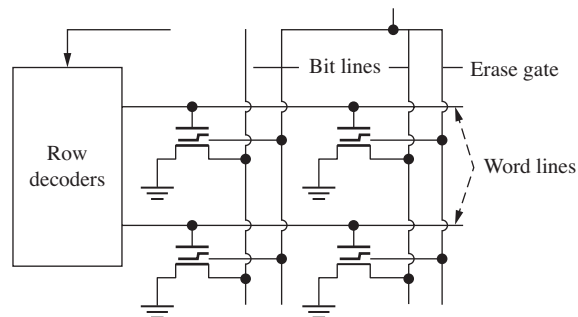 Bit lines
Erase gate
Row
decoders
Word lines